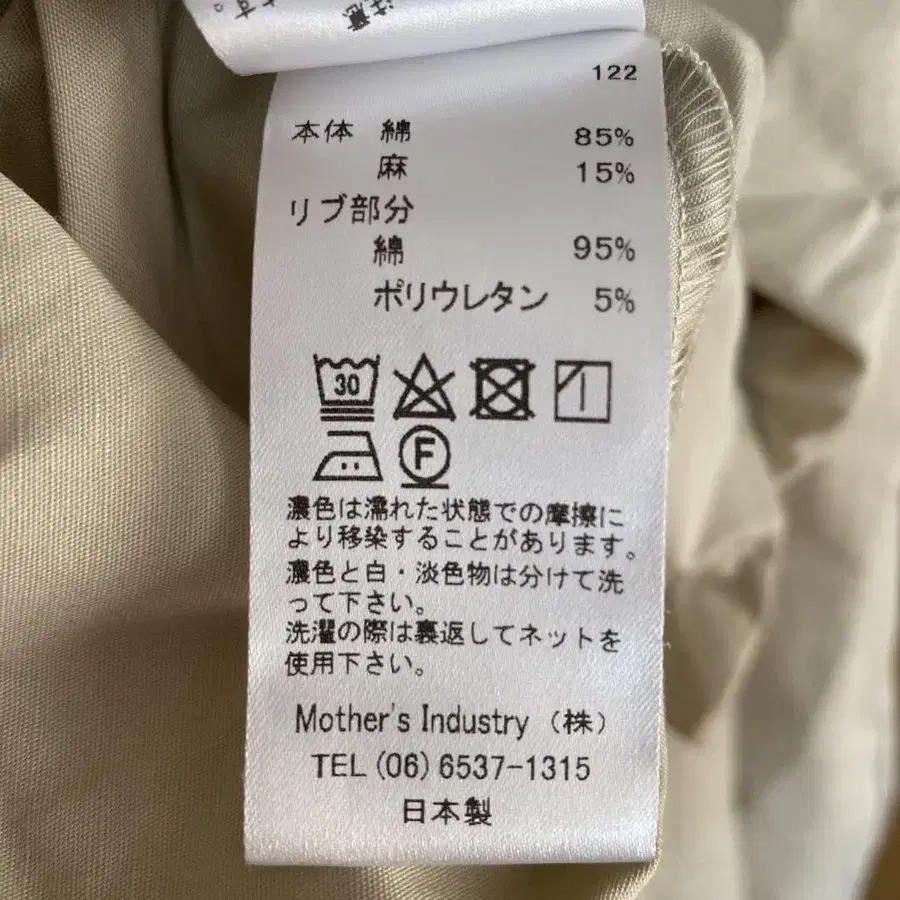 す。
注意
122
本体 綿 85%
麻 15%
リブ部分
綿 95%
ポリウレタン 5%
30
F
濃色は濡れた状態での摩擦に
より移染することがあります。
濃色と白・淡色物は分けて洗
って下さい。
洗濯の際は裏返してネットを
使用下さい。
Mother's Industry （株）
TEL (06) 6537-1315
日本製